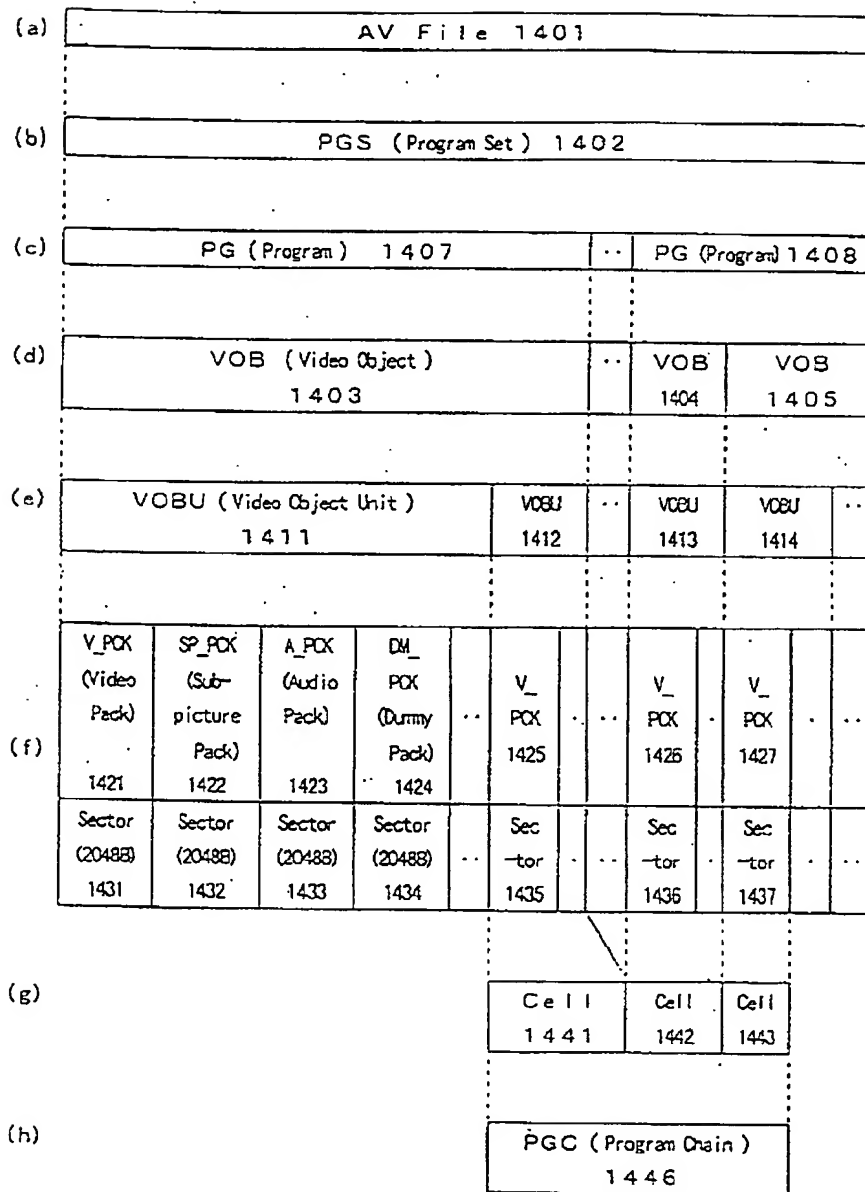 (a) AV File 1401
(b) PGS (Program Set) 1402
(c) PG (Program) 1407 ‥ PG (Program) 1408
(d) VOB (Video Object) ‥ VOB VOB
1403 1404 1405
(e) VOBU (Video Object Unit) VOBU ‥ VOBU VOBU ‥
1411 1412 1413 1414
V_PCK SP_PCK A_PCK DM_
(Video (Sub- (Audio PCK V_ V_ V_
Pack) picture Pack) (Dummy ‥ PCK · ‥ PCK · PCK · ‥
(f) Pack) Pack) 1425 1426 1427
1421 1422 1423 1424
Sector Sector Sector Sector Sec Sec Sec
(2048B) (2048B) (2048B) (2048B) ‥ -tor · ‥ -tor · -tor · ‥
1431 1432 1433 1434 1435 1436 1437
(g) Cell Cell Cell
1441 1442 1443
(h) PGC (Program Chain)
1446